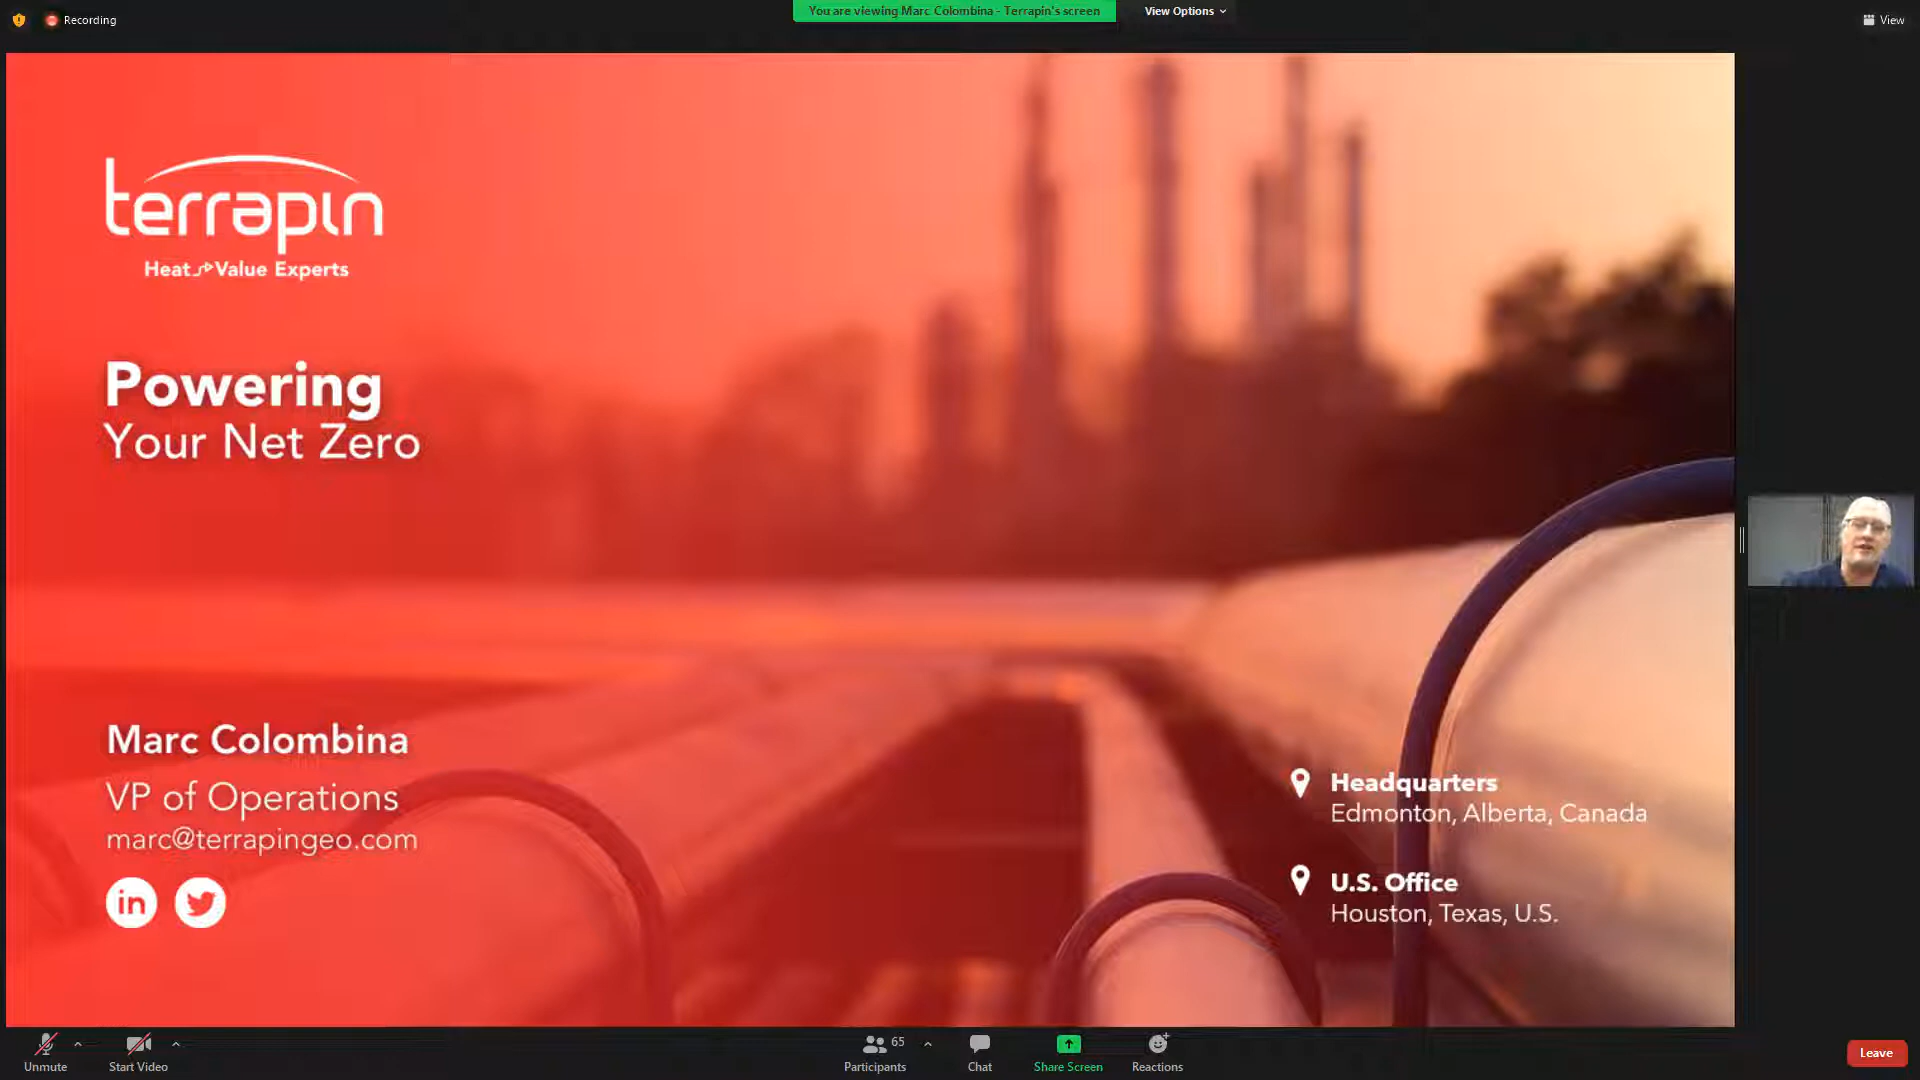 Recording
You are viewing Marc Colombina - Terrapin's screen
View Options
View
terrapin
Heat Value Experts
Powering
Your Net Zero
Marc Colombina
VP of Operations
marc@terrapingeo.com
in
Headquarters
Edmonton, Alberta, Canada
U.S. Office
Houston, Texas, U.S.
Unmute
Start Video
65
Participants
Chat
Share Screen
Reactions
Leave